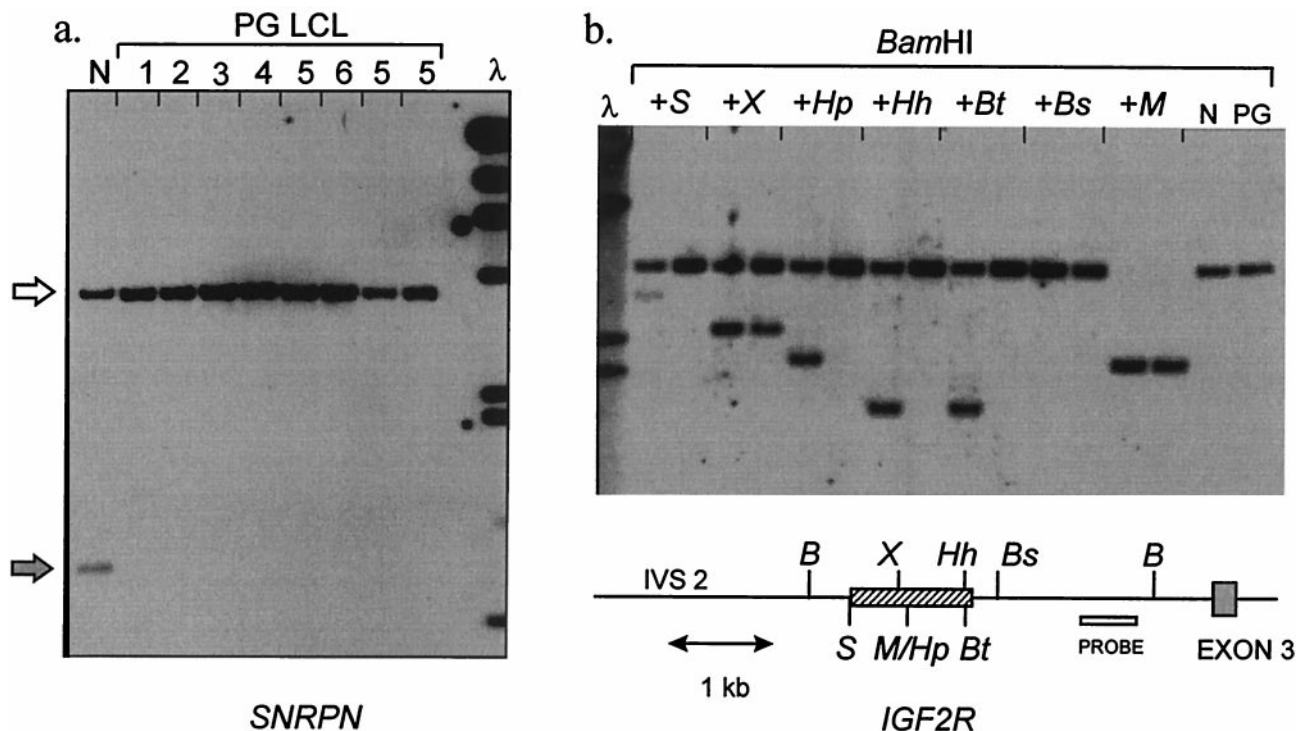 a.
PG LCL
N 1 2 3 4 5 6 5 5 λ
SNRPN
b.
BamHI
λ +S +X +Hp +Hh +Bt +Bs +M N PG
B X Hh Bs B
IVS 2
S M/Hp Bt PROBE EXON 3
1 kb
IGF2R